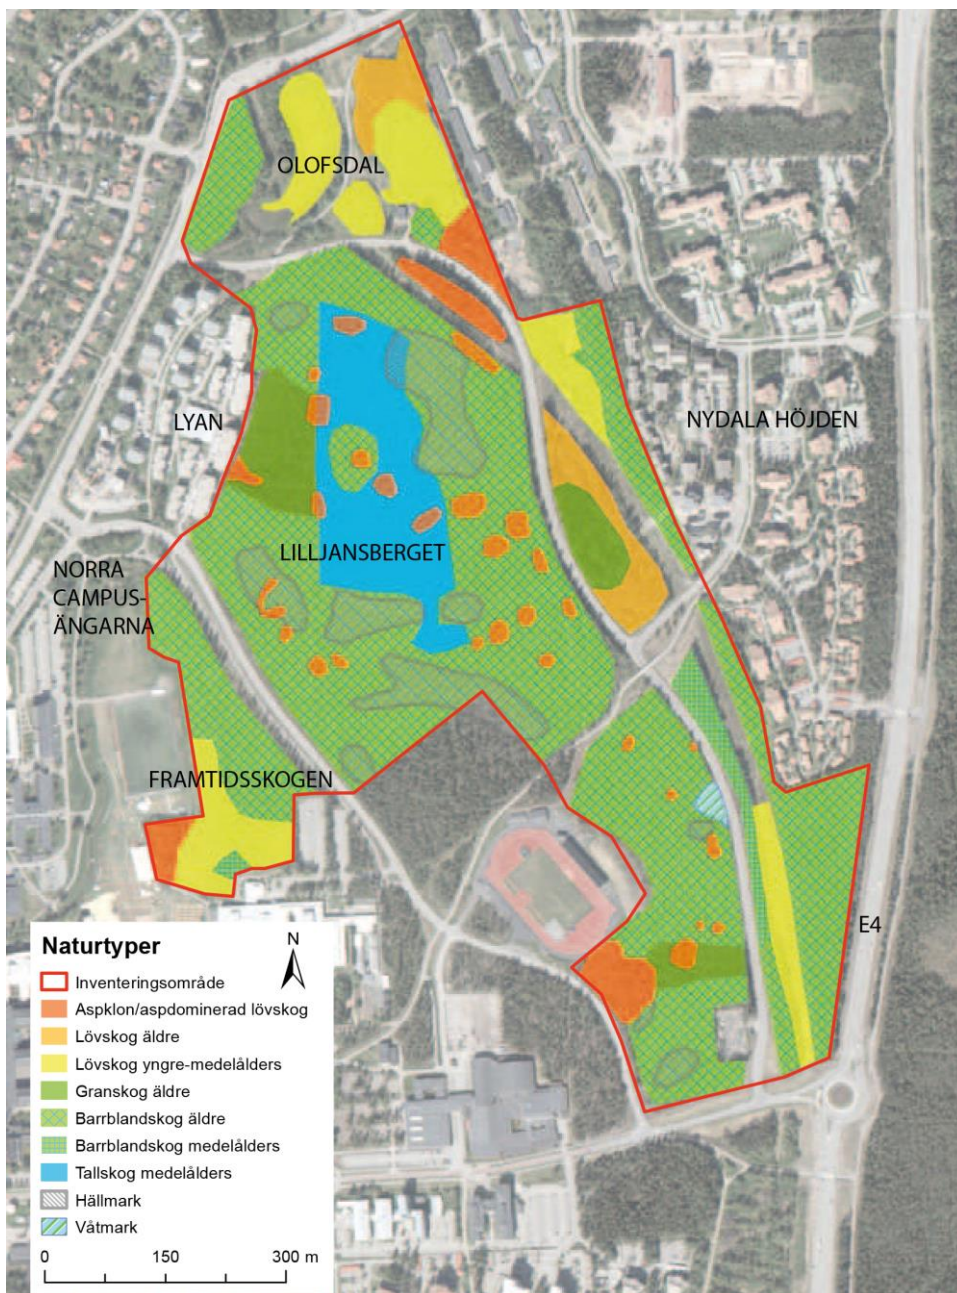 OLOFSDAL
LYAN
NYDALA HÖJDEN
LILLJANSBERGET
NORRA
CAMPUS-
ÄNGARNA
FRAMTIDSSKOGEN
E4
Naturtyper
N
Inventeringsområde
Aspklon/aspdominerad lövskog
Lövskog äldre
Lövskog yngre-medelålders
Granskog äldre
Barrblandskog äldre
Barrblandskog medelålders
Tallskog medelålders
Hällmark
Våtmark
0 150 300 m